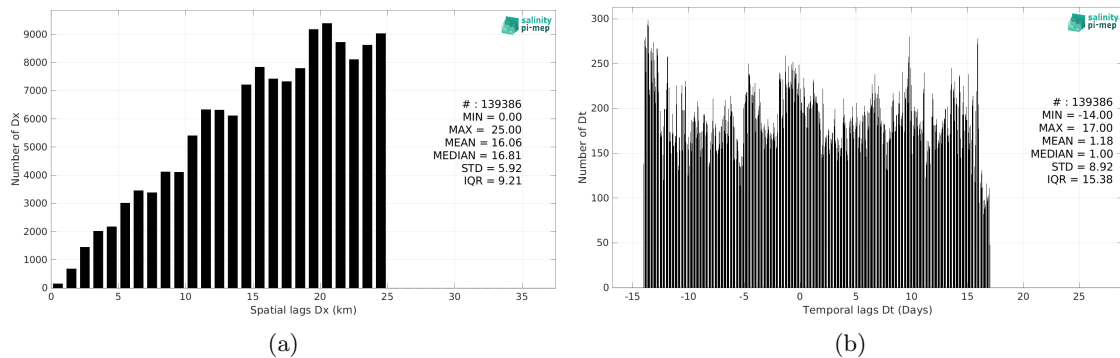 9000
8000
7000
6000
5000
4000
3000
2000
1000
0
Number of Dx
salinity
pi-mep
# : 139386
MIN = 0.00
MAX = 25.00
MEAN = 16.06
MEDIAN = 16.81
STD = 5.92
IQR = 9.21
0 5 10 15 20 25 30 35
Spatial lags Dx (km)
(a)
300
250
200
150
100
50
0
Number of Dt
salinity
pi-mep
# : 139386
MIN = -14.00
MAX = 17.00
MEAN = 1.18
MEDIAN = 1.00
STD = 8.92
IQR = 15.38
-15 -10 -5 0 5 10 15 20 25
Temporal lags Dt (Days)
(b)